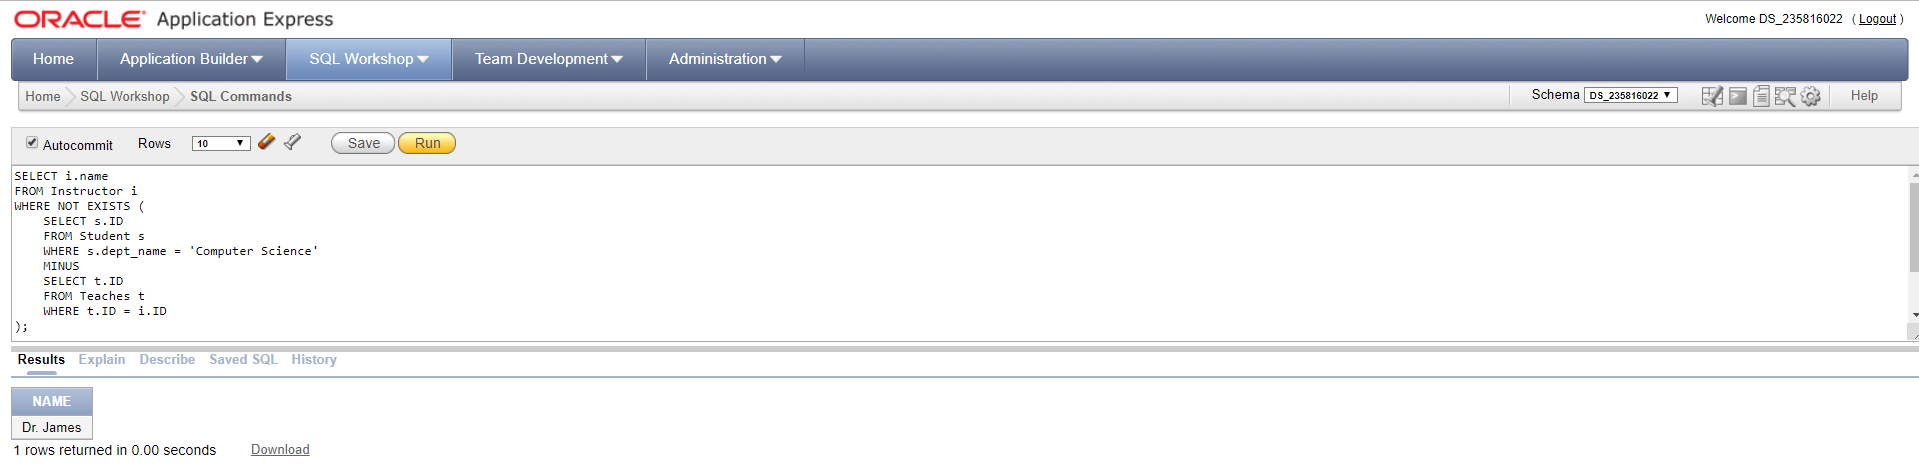 ORACLE Application Express
Welcome DS_235816022 ( Logout )
Home Application Builder SQL Workshop Team Development Administration
Home SQL Workshop SQL Commands
Schema DS_235816022 Help
Autocommit Rows 10 Save Run
SELECT i.name
FROM Instructor i
WHERE NOT EXISTS (
    SELECT s.ID
    FROM Student s
    WHERE s.dept_name = 'Computer Science'
    MINUS
    SELECT t.ID
    FROM Teaches t
    WHERE t.ID = i.ID
);
Results Explain Describe Saved SQL History
NAME
Dr. James
1 rows returned in 0.00 seconds Download